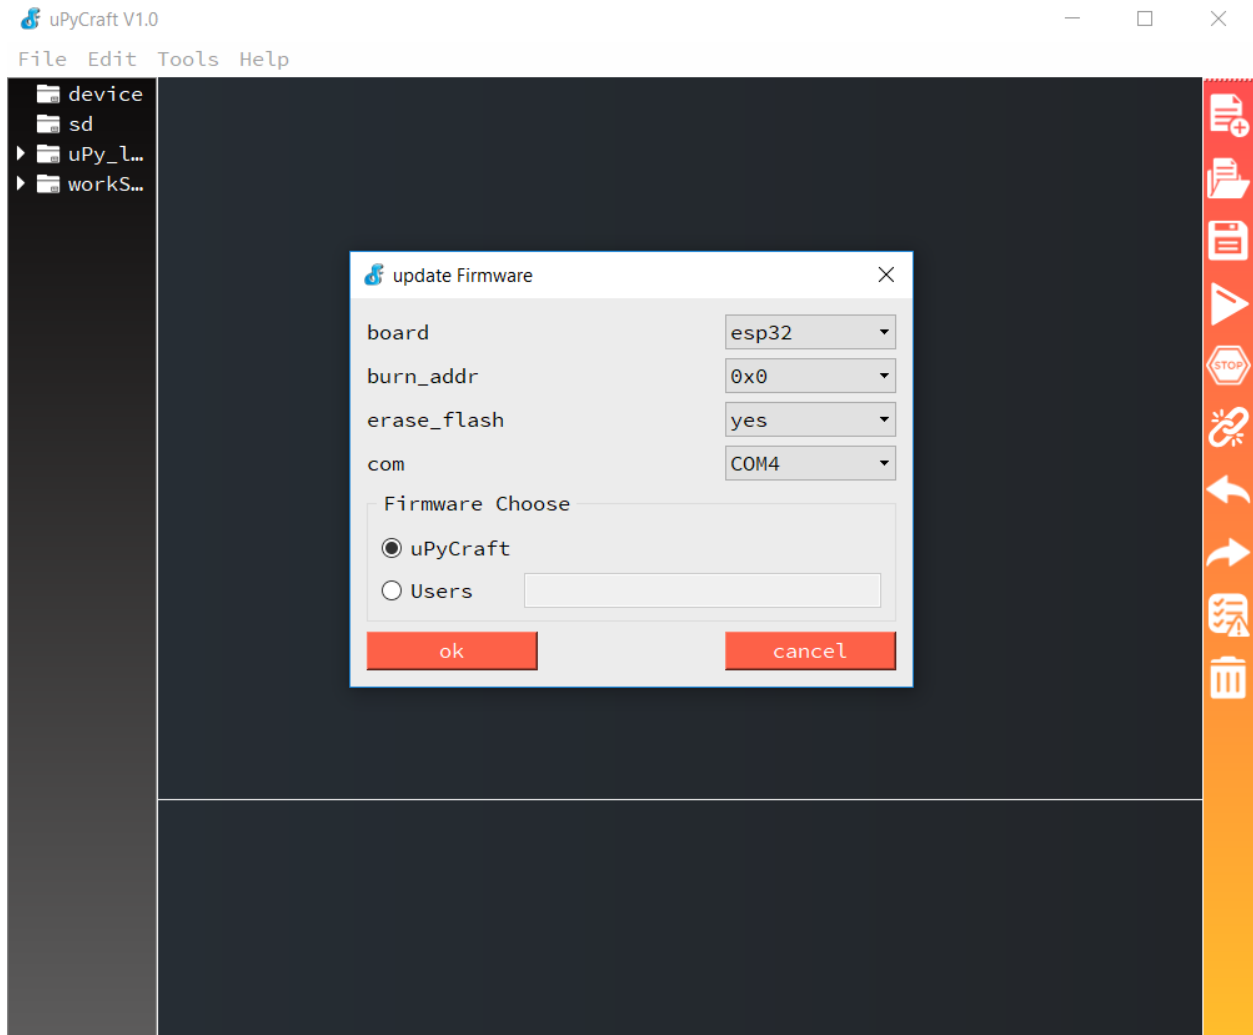 uPyCraft V1.0
File Edit Tools Help
device
sd
uPy_l…
workS…
update Firmware
board esp32
burn_addr 0x0
erase_flash yes
com COM4
Firmware Choose
uPyCraft
Users
ok cancel
STOP